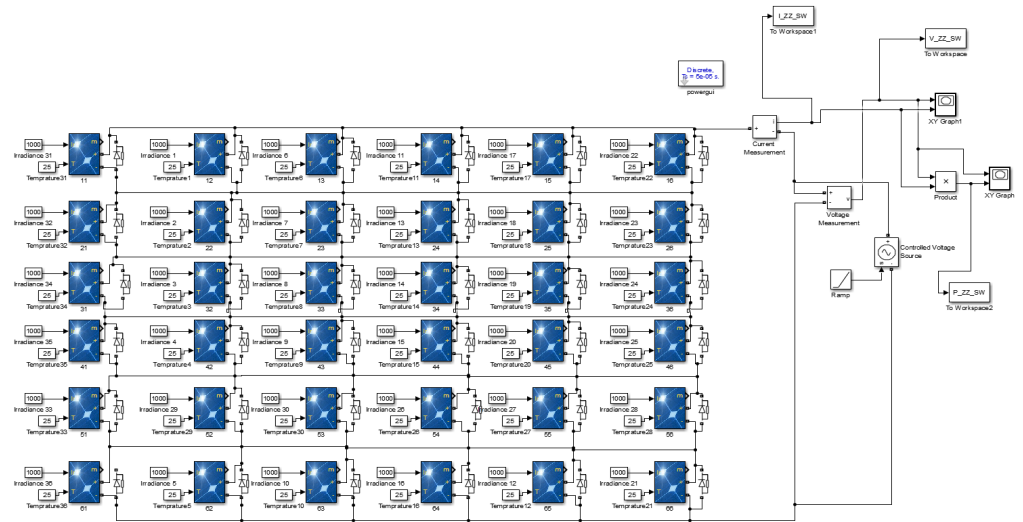 I_ZZ_SW
To Workspace1
V_ZZ_SW
To Workspace
Discrete,
Ts = 5e-05 s.
powergui
i
+
-
Current
Measurement
XY Graph1
×
Product
XY Graph
+
-
v
Voltage
Measurement
+
s
-
Controlled Voltage
Source
Ramp
P_ZZ_SW
To Workspace2
1000 m 1000 m 1000 m 1000 m 1000 m 1000 m
Irradiance 31 Irradiance 1 Irradiance 6 Irradiance 11 Irradiance 17 Irradiance 22
25 T 25 T 25 T 25 T 25 T 25 T
Temprature31 Temprature1 Temprature6 Temprature11 Temprature17 Temprature22
11 12 13 14 15 16
1000 m 1000 m 1000 m 1000 m 1000 m 1000 m
Irradiance 32 Irradiance 2 Irradiance 7 Irradiance 13 Irradiance 18 Irradiance 23
25 T 25 T 25 T 25 T 25 T 25 T
Temprature32 Temprature2 Temprature7 Temprature13 Temprature18 Temprature23
21 22 23 24 25 26
1000 m 1000 m 1000 m 1000 m 1000 m 1000 m
Irradiance 34 Irradiance 3 Irradiance 8 Irradiance 14 Irradiance 19 Irradiance 24
25 T 25 T 25 T 25 T 25 T 25 T
Temprature34 Temprature3 Temprature8 Temprature14 Temprature19 Temprature24
31 32 33 34 35 36
1000 m 1000 m 1000 m 1000 m 1000 m 1000 m
Irradiance 35 Irradiance 4 Irradiance 9 Irradiance 15 Irradiance 20 Irradiance 25
25 T 25 T 25 T 25 T 25 T 25 T
Temprature35 Temprature4 Temprature9 Temprature15 Temprature20 Temprature25
41 42 43 44 45 46
1000 m 1000 m 1000 m 1000 m 1000 m 1000 m
Irradiance 33 Irradiance 29 Irradiance 30 Irradiance 26 Irradiance 27 Irradiance 28
25 T 25 T 25 T 25 T 25 T 25 T
Temprature33 Temprature29 Temprature30 Temprature26 Temprature27 Temprature28
51 52 53 54 55 56
1000 m 1000 m 1000 m 1000 m 1000 m 1000 m
Irradiance 36 Irradiance 5 Irradiance 10 Irradiance 16 Irradiance 12 Irradiance 21
25 T 25 T 25 T 25 T 25 T 25 T
Temprature36 Temprature5 Temprature10 Temprature16 Temprature12 Temprature21
61 62 63 64 65 66